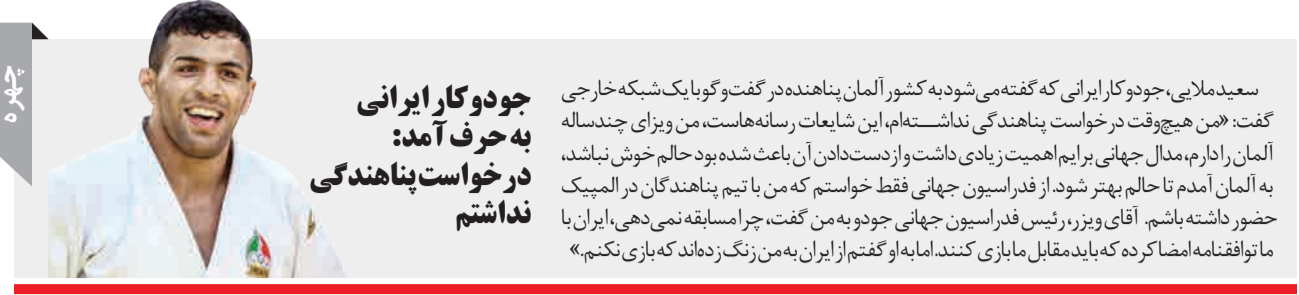 چهره
جودوکار ایرانی
به حرف آمد:
درخواست پناهندگی
نداشتم
سعید ملایی، جودوکار ایرانی که گفته می‌شود به کشور آلمان پناهنده در گفت‌وگو با یک شبکه خارجی
گفت: «من هیچ‌وقت درخواست پناهندگی نداشته‌ام، این شایعات رسانه‌هاست، من ویزای چندساله
آلمان را دارم، مدال جهانی برایم اهمیت زیادی داشت و از دست‌دادن آن باعث شده بود حالم خوش نباشد،
به آلمان آمدم تا حالم بهتر شود. از فدراسیون جهانی فقط خواستم که من با تیم پناهندگان در المپیک
حضور داشته باشم. آقای ویزر، رئیس فدراسیون جهانی جودو به من گفت، چرا مسابقه نمی‌دهی، ایران با
ما توافقنامه امضا کرده که باید مقابل ما بازی کنند. اما به او گفتم از ایران به من زنگ زده‌اند که بازی نکنم.»